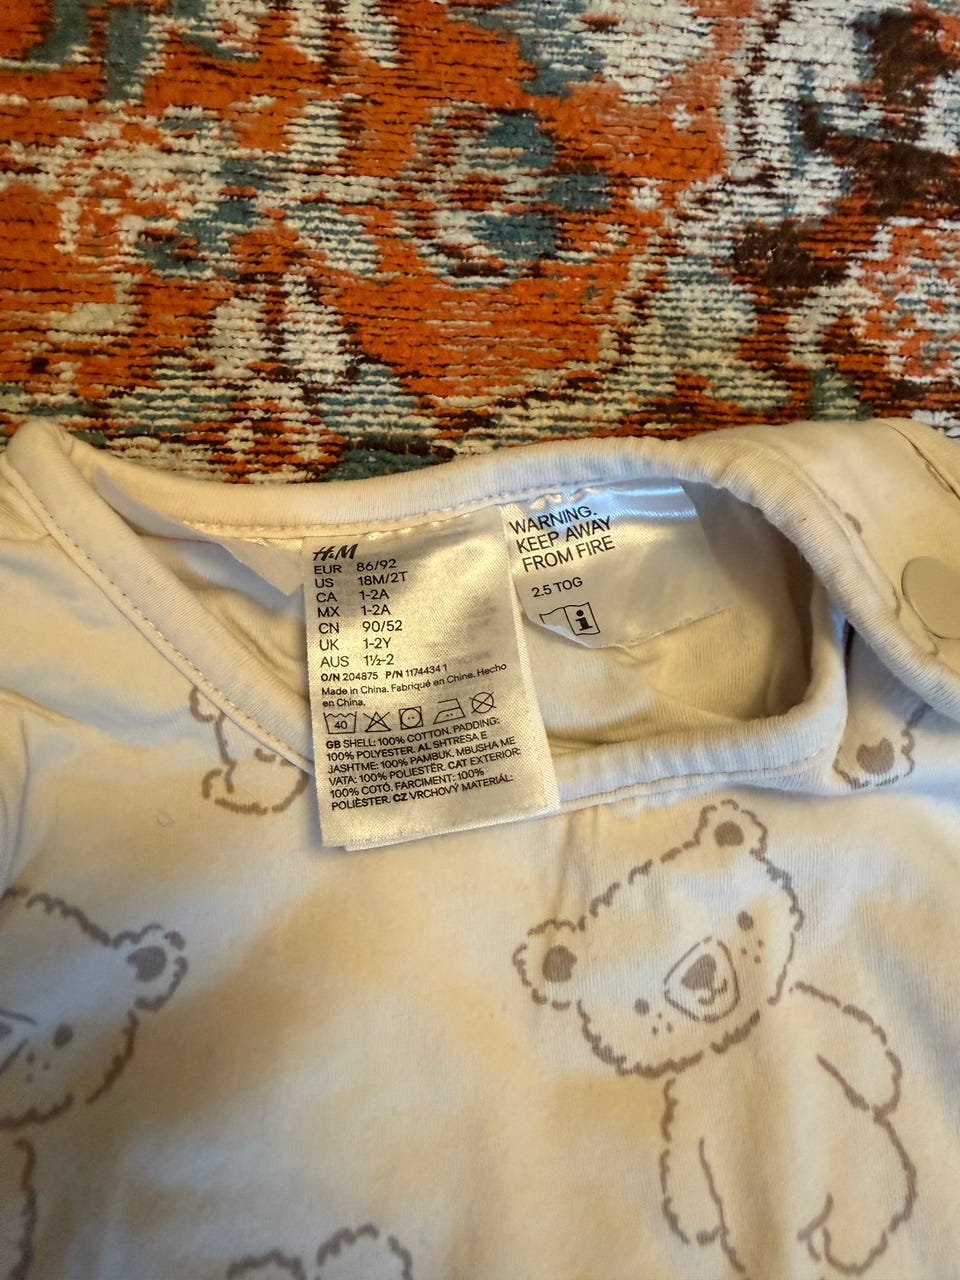 H&M
EUR 86/92
US 18M/2T
CA 1-2A
MX 1-2A
CN 90/52
UK 1-2Y
AUS 1½-2
O/N 204875 P/N 11744341
Made in China. Fabriqué en Chine. Hecho
en China.
40
GB SHELL: 100% COTTON. PADDING:
100% POLYESTER. AL SHTRESA E
JASHTME: 100% PAMBUK. MBUSHA ME
VATA: 100% POLIESTËR. CAT EXTERIOR:
100% COTÓ. FARCIMENT: 100%
POLIÈSTER. CZ VRCHOVÝ MATERIÁL:
WARNING.
KEEP AWAY
FROM FIRE
2.5 TOG
i